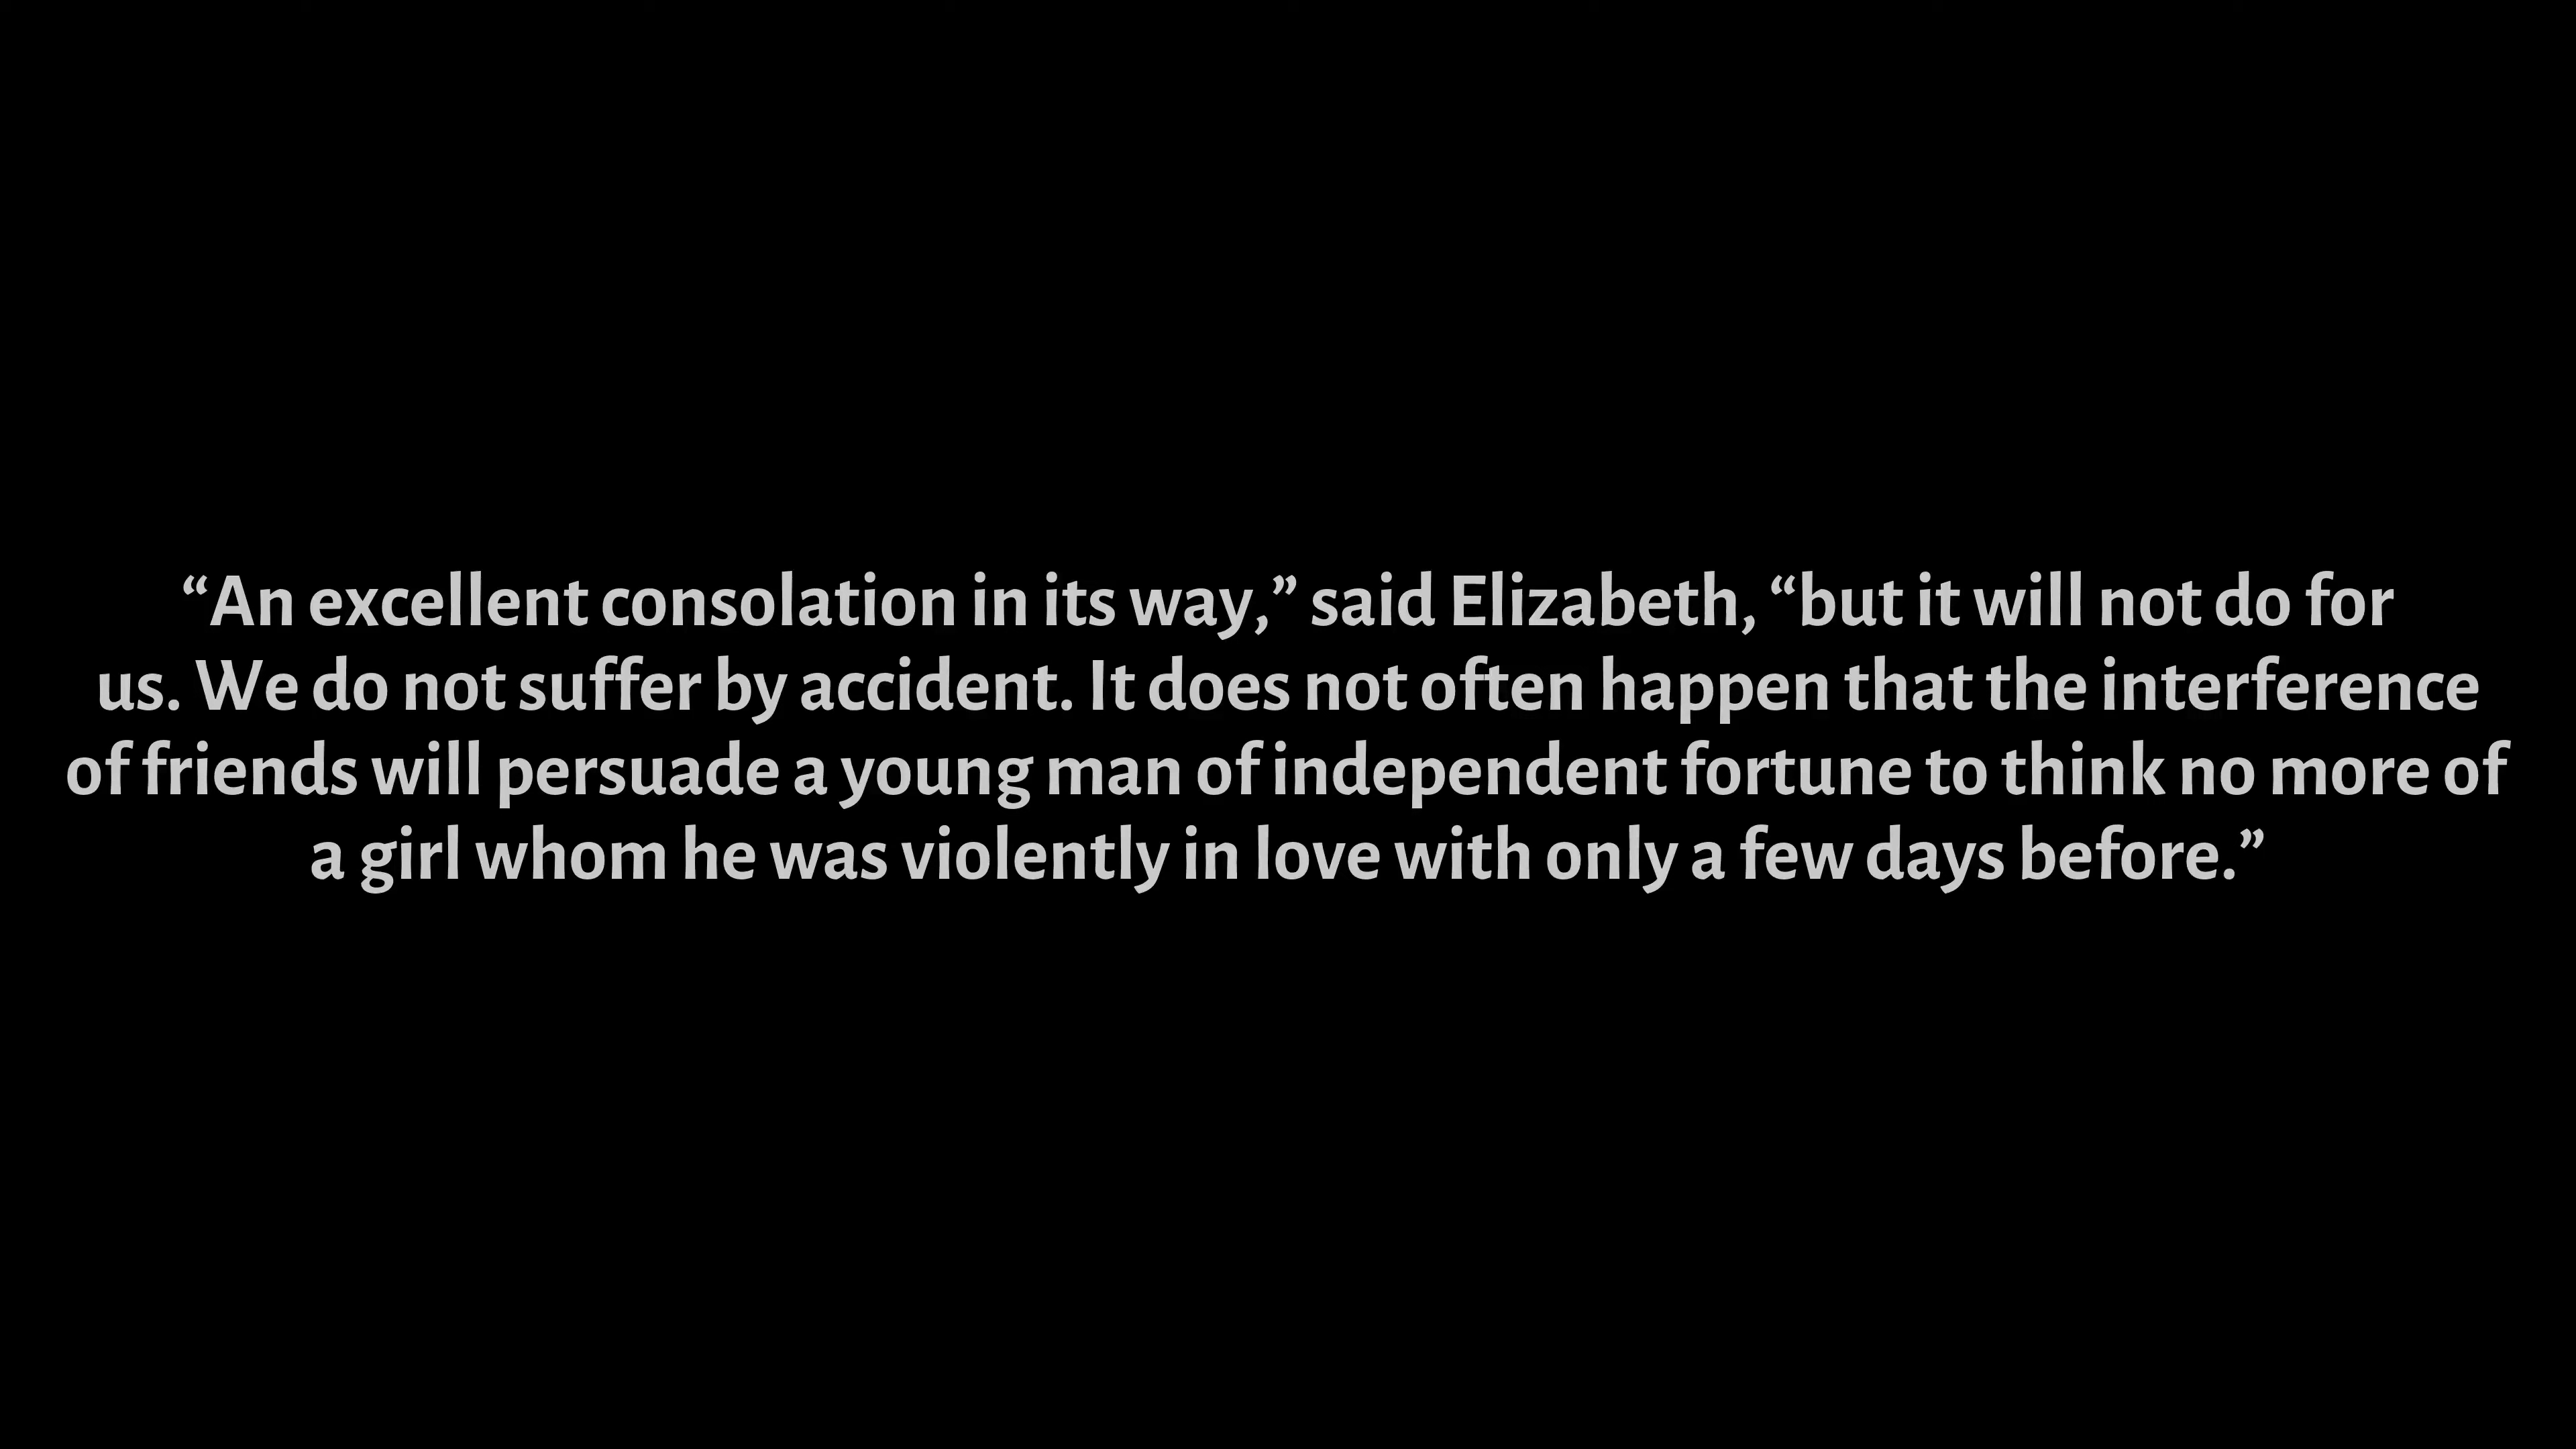 “An excellent consolation in its way,” said Elizabeth, “but it will not do for
us. We do not suffer by accident. It does not often happen that the interference
of friends will persuade a young man of independent fortune to think no more of
a girl whom he was violently in love with only a few days before.”